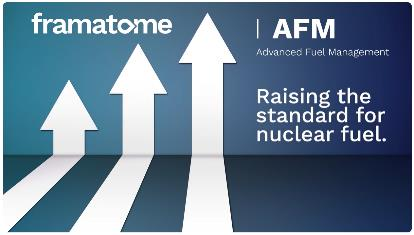 framatome
| AFM
Advanced Fuel Management
Raising the
standard for
nuclear fuel.